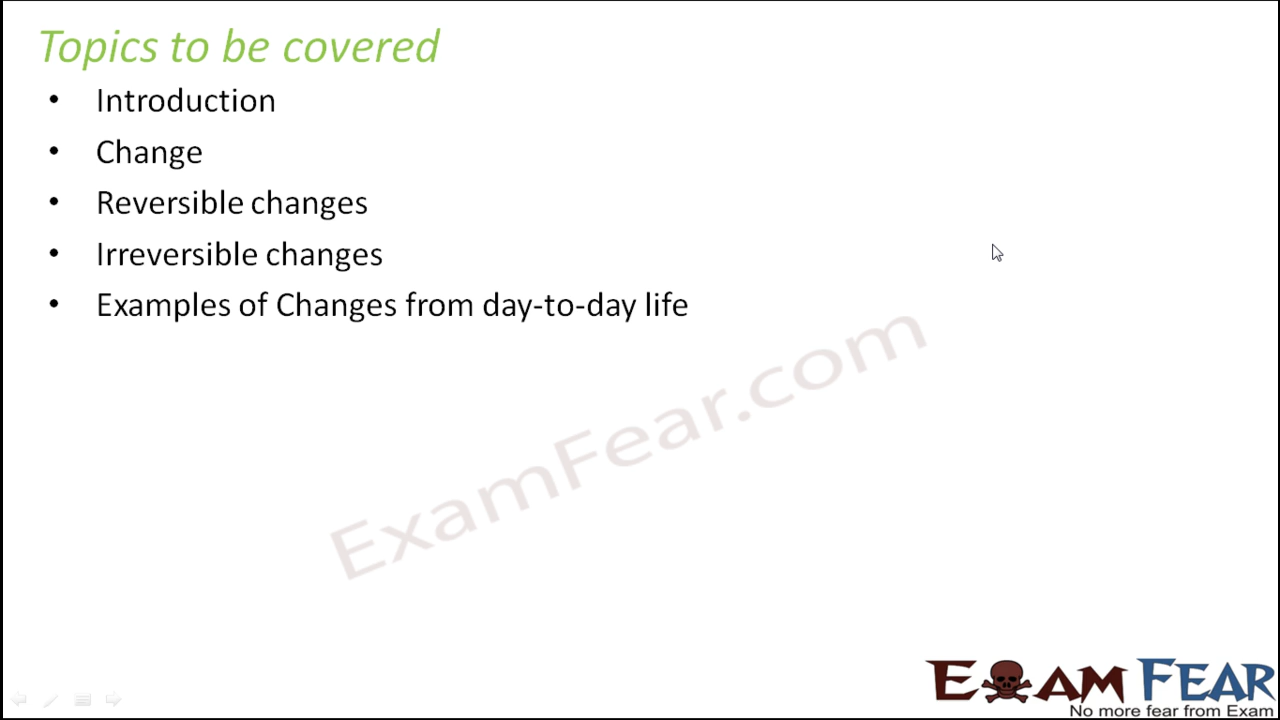 Topics to be covered
• Introduction
• Change
• Reversible changes
• Irreversible changes
• Examples of Changes from day-to-day life
ExamFear.com
EXAM FEAR
No more fear from Exam